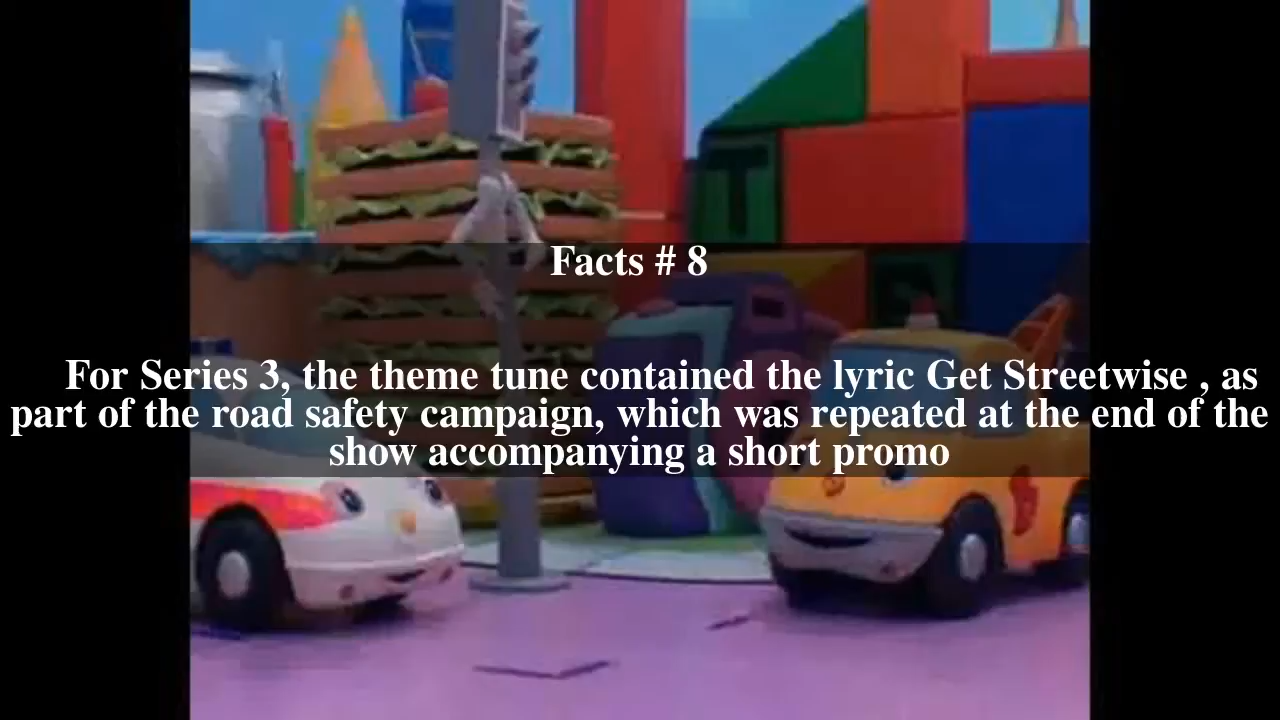 T
Facts # 8
For Series 3, the theme tune contained the lyric Get Streetwise , as
part of the road safety campaign, which was repeated at the end of the
show accompanying a short promo